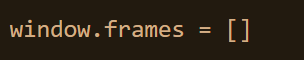 window.frames = []